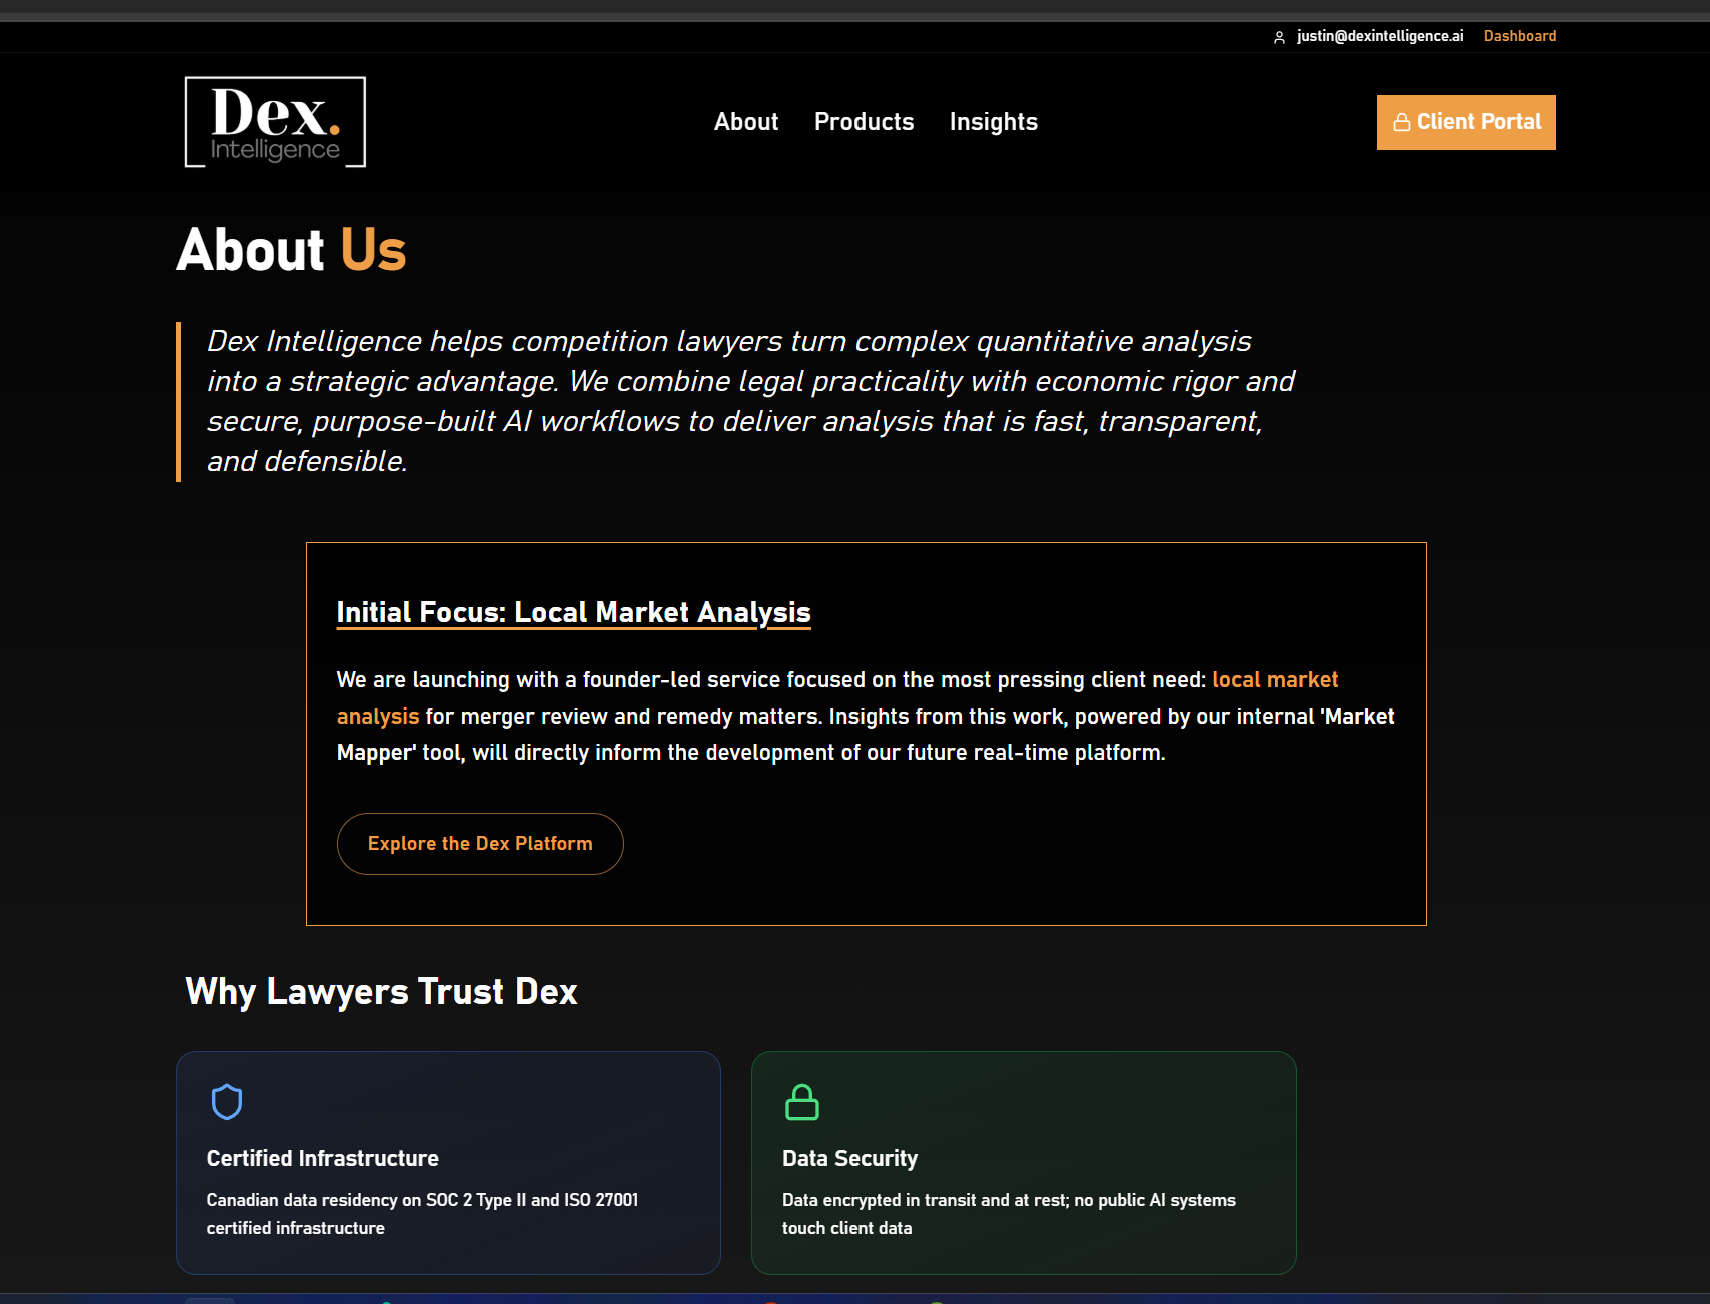 justin@dexintelligence.ai Dashboard
Dex.
Intelligence
About Products Insights
Client Portal
About Us
Dex Intelligence helps competition lawyers turn complex quantitative analysis
into a strategic advantage. We combine legal practicality with economic rigor and
secure, purpose-built AI workflows to deliver analysis that is fast, transparent,
and defensible.
Initial Focus: Local Market Analysis
We are launching with a founder-led service focused on the most pressing client need: local market
analysis for merger review and remedy matters. Insights from this work, powered by our internal 'Market
Mapper' tool, will directly inform the development of our future real-time platform.
Explore the Dex Platform
Why Lawyers Trust Dex
Certified Infrastructure
Canadian data residency on SOC 2 Type II and ISO 27001
certified infrastructure
Data Security
Data encrypted in transit and at rest; no public AI systems
touch client data